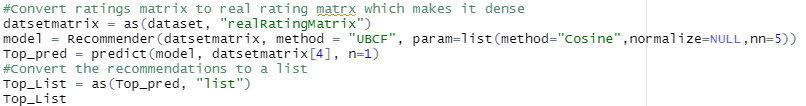 #Convert ratings matrix to real rating matrx which makes it dense
datsetmatrix = as(dataset, "realRatingMatrix")
model = Recommender(datsetmatrix, method = "UBCF", param=list(method="Cosine",normalize=NULL,nn=5))
Top_pred = predict(model, datsetmatrix[4], n=1)
#Convert the recommendations to a list
Top_List = as(Top_pred, "list")
Top_List